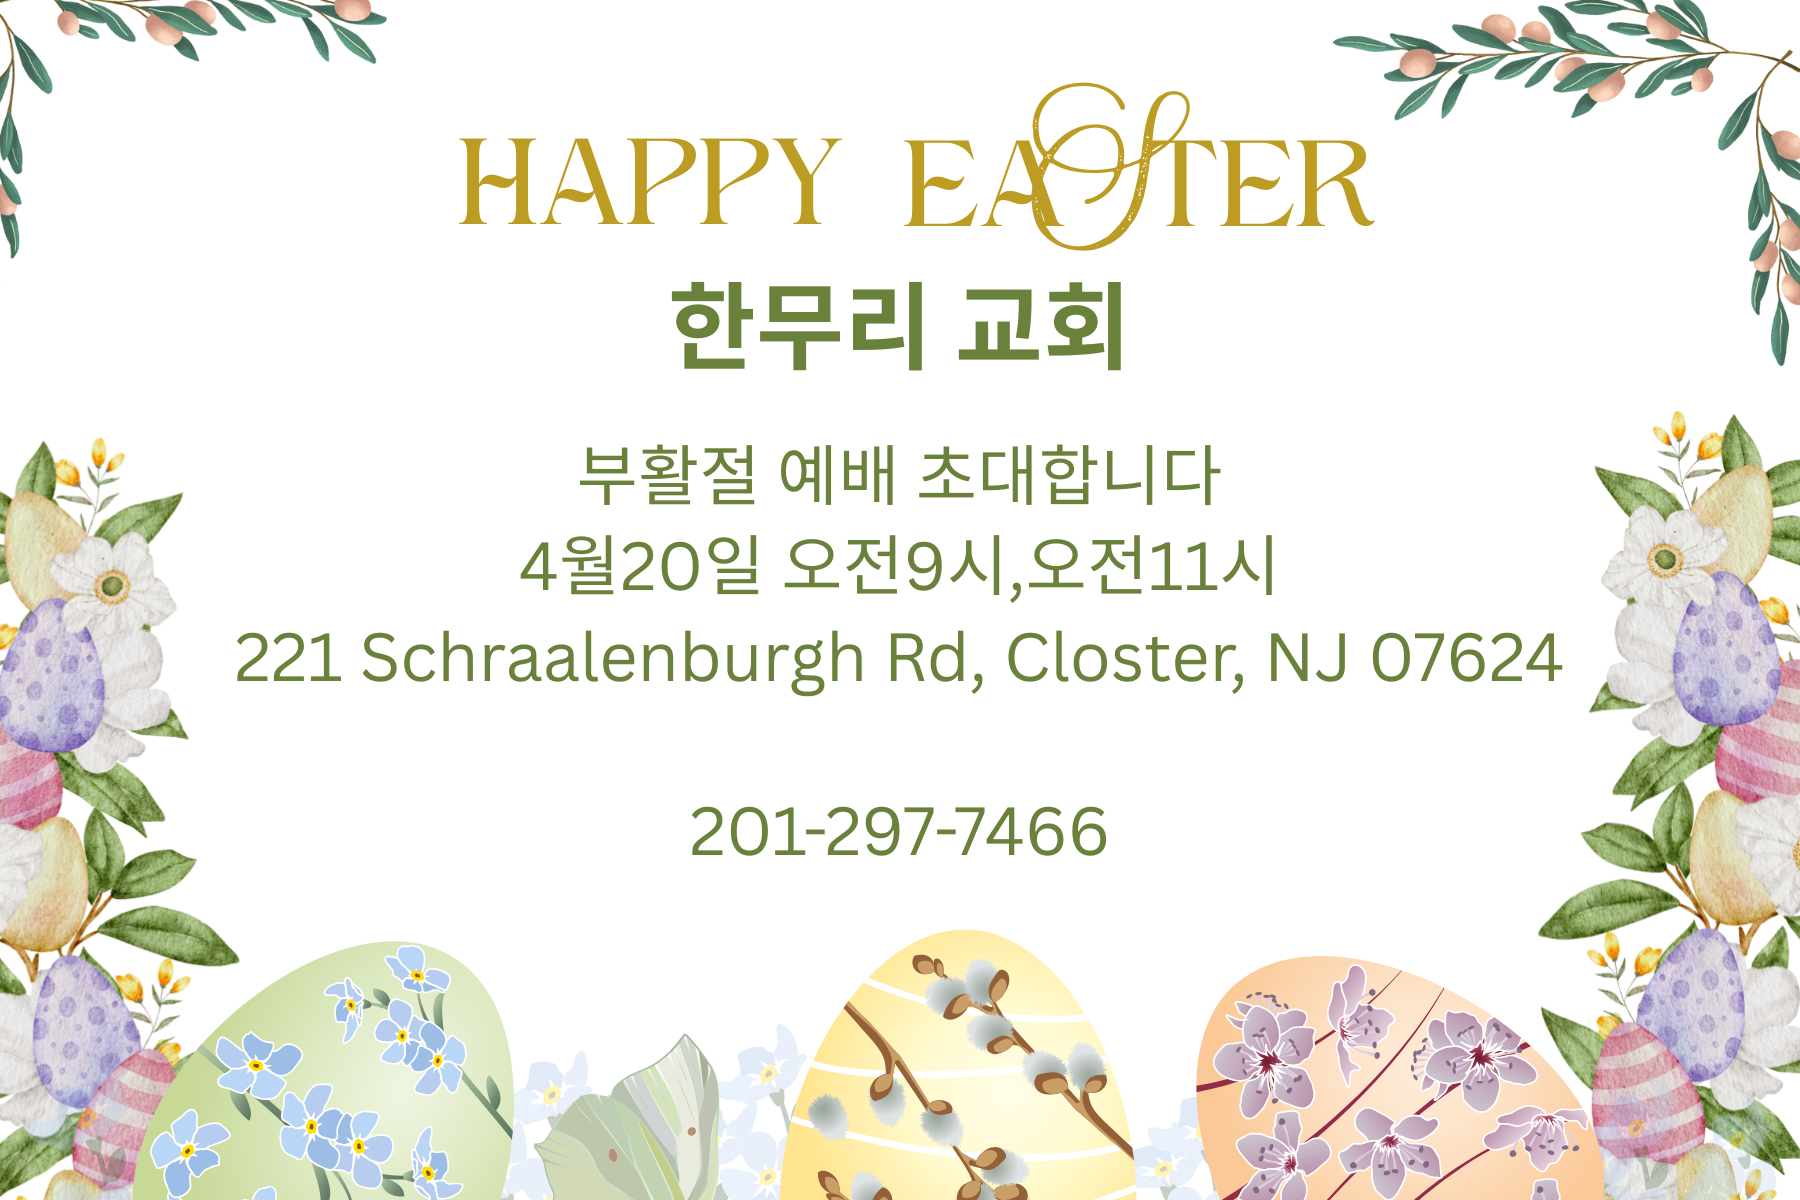 HAPPY EASTER
한무리 교회
부활절 예배 초대합니다
4월20일 오전9시,오전11시
221 Schraalenburgh Rd, Closter, NJ 07624
201-297-7466